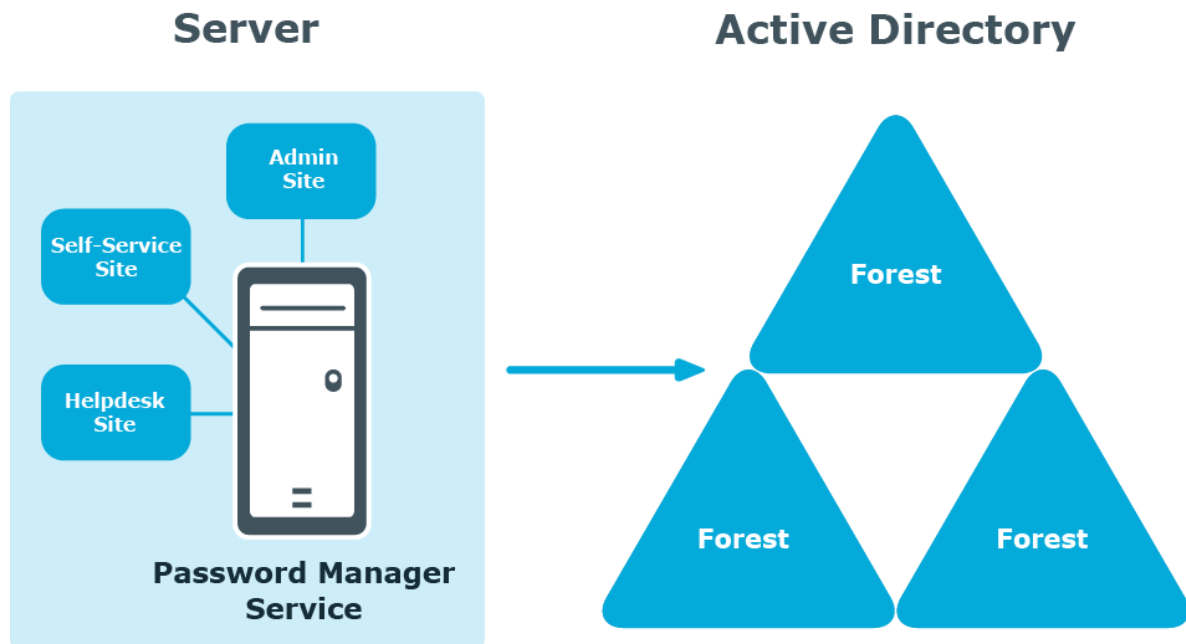 Server
Active Directory
Admin
Site
Self-Service
Site
Helpdesk
Site
Password Manager
Service
Forest
Forest
Forest